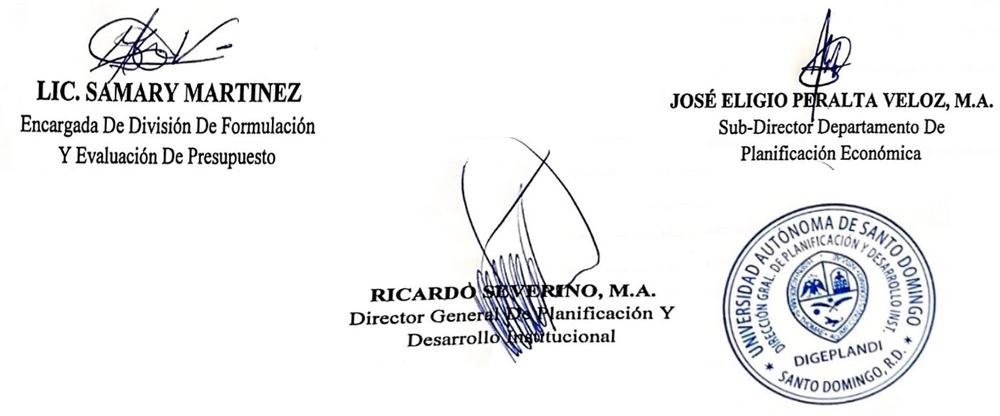 LIC. SAMARY MARTINEZ
Encargada De División De Formulación
Y Evaluación De Presupuesto
JOSÉ ELIGIO PERALTA VELOZ, M.A.
Sub-Director Departamento De
Planificación Económica
RICARDO SEVERINO, M.A.
Director General De Planificación Y
Desarrollo Institucional
UNIVERSIDAD AUTÓNOMA DE SANTO DOMINGO
DIRECCIÓN GRAL. DE PLANIFICACIÓN Y DESARROLLO INST.
DIGEPLANDI
SANTO DOMINGO, R.D.